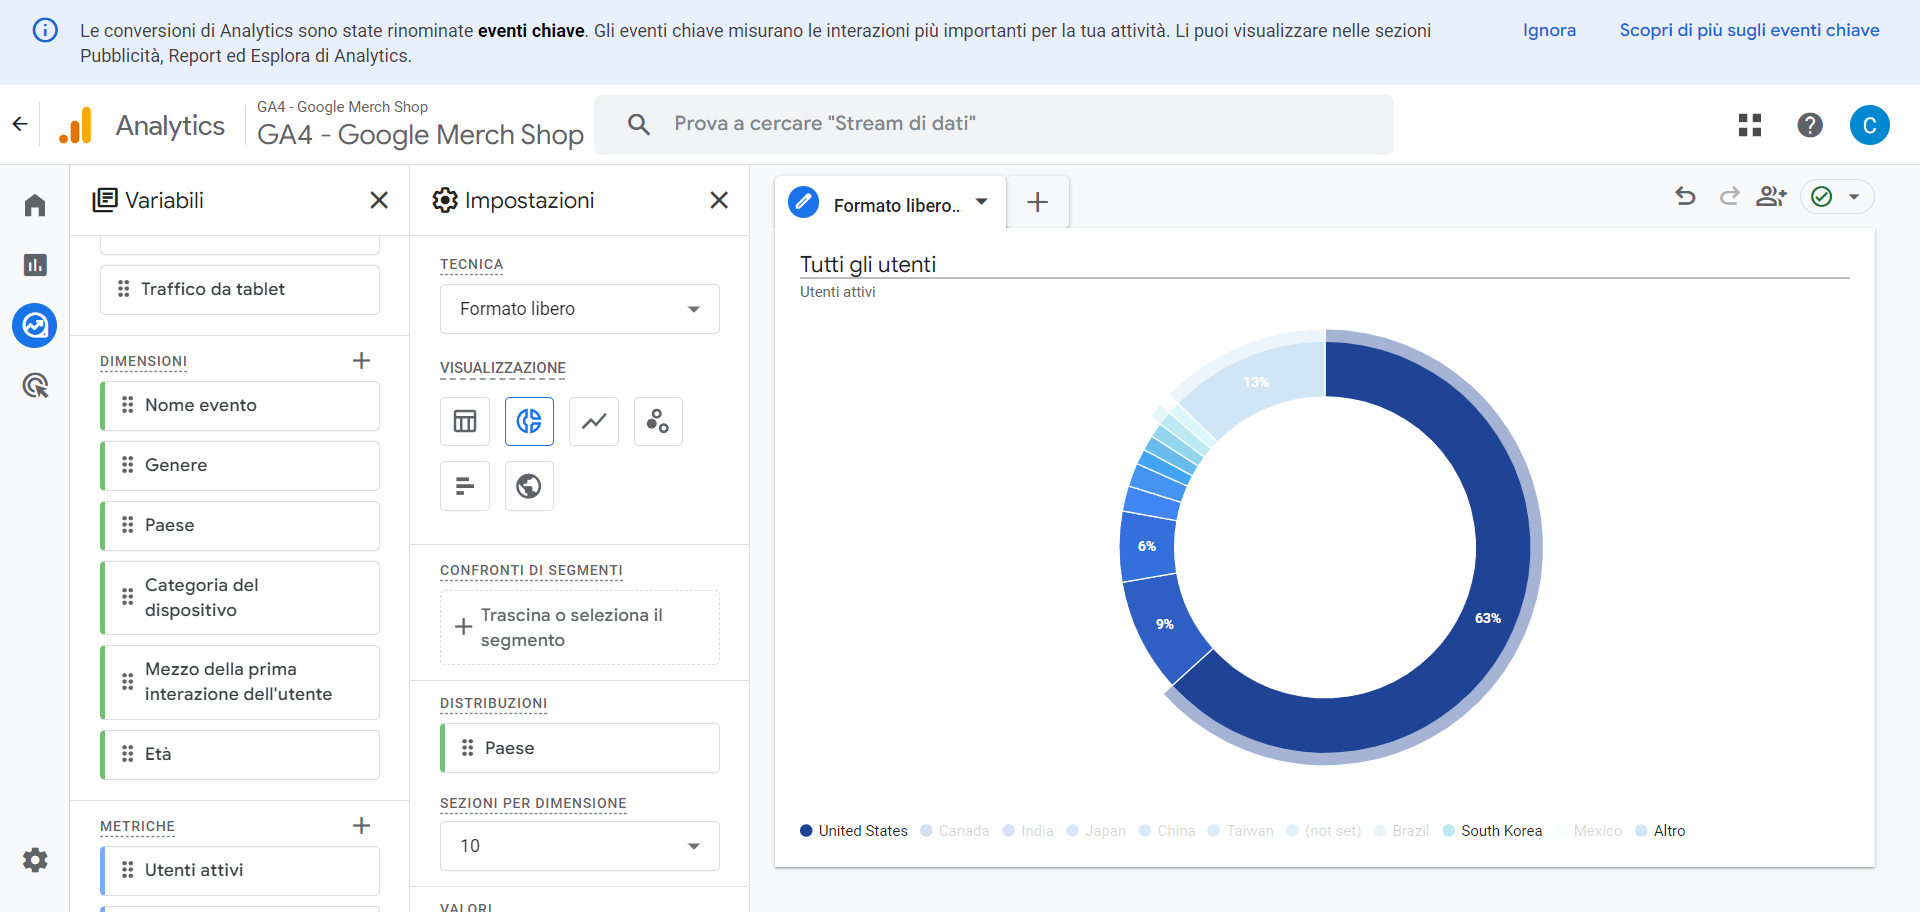 Le conversioni di Analytics sono state rinominate eventi chiave. Gli eventi chiave misurano le interazioni più importanti per la tua attività. Li puoi visualizzare nelle sezioni
Pubblicità, Report ed Esplora di Analytics.
Ignora
Scopri di più sugli eventi chiave
Analytics
GA4 - Google Merch Shop
GA4 - Google Merch Shop
Prova a cercare "Stream di dati"
C
Variabili
Traffico da tablet
DIMENSIONI
Nome evento
Genere
Paese
Categoria del
dispositivo
Mezzo della prima
interazione dell'utente
Età
METRICHE
Utenti attivi
Impostazioni
TECNICA
Formato libero
VISUALIZZAZIONE
CONFRONTI DI SEGMENTI
Trascina o seleziona il
segmento
DISTRIBUZIONI
Paese
SEZIONI PER DIMENSIONE
10
VALORI
Formato libero...
Tutti gli utenti
Utenti attivi
13%
6%
9%
63%
United States Canada India Japan China Taiwan (not set) Brazil South Korea Mexico Altro